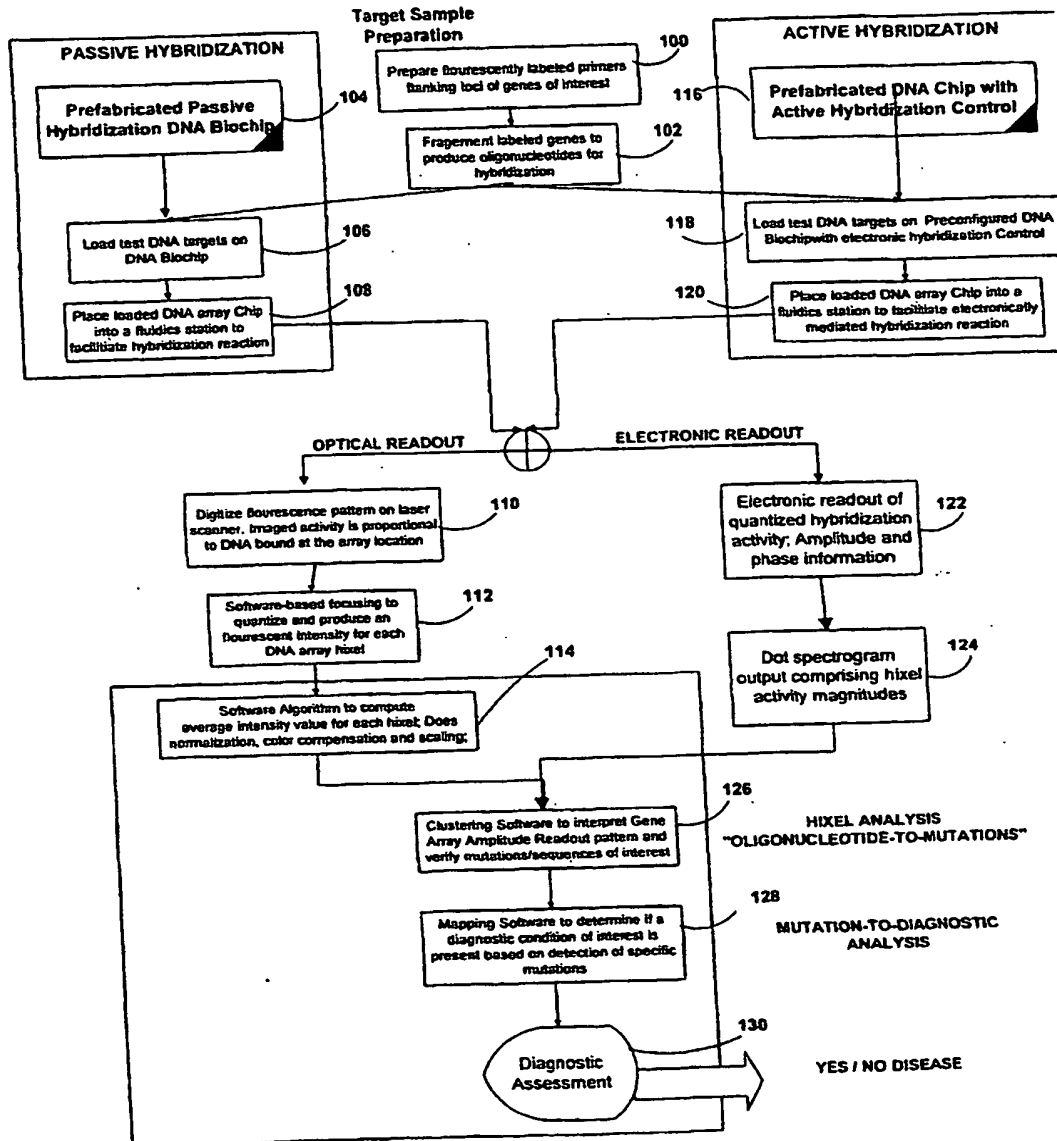 Target Sample
Preparation
PASSIVE HYBRIDIZATION
ACTIVE HYBRIDIZATION
100
Prepare flourescently labeled primers
flanking loci of genes of interest
104
Prefabricated Passive
Hybridization DNA Biochip
116
Prefabricated DNA Chip with
Active Hybridization Control
102
Fragement labeled genes to
produce oligonucleotides for
hybridization
106
Load test DNA targets on
DNA Biochip
118
Load test DNA targets on Preconfigured DNA
Biochipwith electronic hybridization Control
108
Place loaded DNA array Chip
into a fluidics station to
facilitiate hybridization reaction
120
Place loaded DNA array Chip into a
fluidics station to facilitate electronically
mediated hybridization reaction
OPTICAL READOUT
ELECTRONIC READOUT
110
Digitize flourescence pattern on laser
scanner. Imaged activity is proportional
to DNA bound at the array location
122
Electronic readout of
quantized hybridization
activity; Amplitude and
phase information
112
Software-based focusing to
quantize and produce an
flourescent intensity for each
DNA array hixel
114
Software Algorithm to compute
average intensity value for each hixel; Does
normalization, color compensation and scaling;
124
Dot spectrogram
output comprising hixel
activity magnitudes
126
Clustering Software to interpret Gene
Array Amplitude Readout pattern and
verify mutations/sequences of interest
HIXEL ANALYSIS
"OLIGONUCLEOTIDE-TO-MUTATIONS"
128
Mapping Software to determine if a
diagnostic condition of interest is
present based on detection of specific
mutations
MUTATION-TO-DIAGNOSTIC
ANALYSIS
130
Diagnostic
Assessment
YES / NO DISEASE